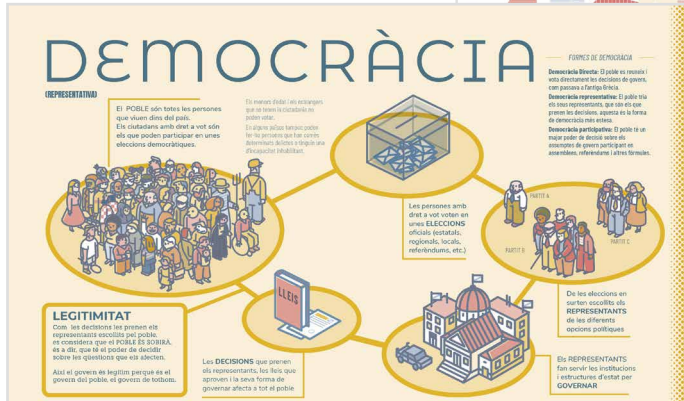 DEMOCRÀCIA
(REPRESENTATIVA)
El POBLE són totes les persones
que viuen dins del país.
Els ciutadans amb dret a vot són
els que poden participar en unes
eleccions democràtiques.
Els menors d'edat i els estrangers
que no tenen la ciutadania no
poden votar.
En alguns països tampoc poden
fer-ho persones que han comès
determinats delictes o tinguin una
d'incapacitat inhabilitant.
FORMES DE DEMOCRÀCIA
Democràcia Directa: El poble es reuneix i
vota directament les decisions de govern,
com passava a l'antiga Grècia.
Democràcia representativa: El poble tria
els seus representants, que són els que
prenen les decisions, aquesta és la forma
de democràcia més estesa.
Democràcia participativa: El poble té un
major poder de decisió sobre els
assumptes de govern participant en
assemblees, referèndums i altres fórmules.
Les persones amb
dret a vot voten en
unes ELECCIONS
oficials (estatals,
regionals, locals,
referèndums, etc.)
PARTIT A
PARTIT B
PARTIT C
De les eleccions en
surten escollits els
REPRESENTANTS
de les diferents
opcions polítiques
Els REPRESENTANTS
fan servir les institucions
i estructures d'estat per
GOVERNAR
LLEIS
Les DECISIONS que prenen
els representants, les lleis que
aproven i la seva forma de
governar afecta a tot el poble
LEGITIMITAT
Com les decisions les prenen els
representants escollits pel poble,
es considera que el POBLE ÉS SOBIRÀ,
és a dir, que té el poder de decidir
sobre les qüestions que els afecten.
Així el govern és legítim perquè és el
govern del poble, el govern de tothom.